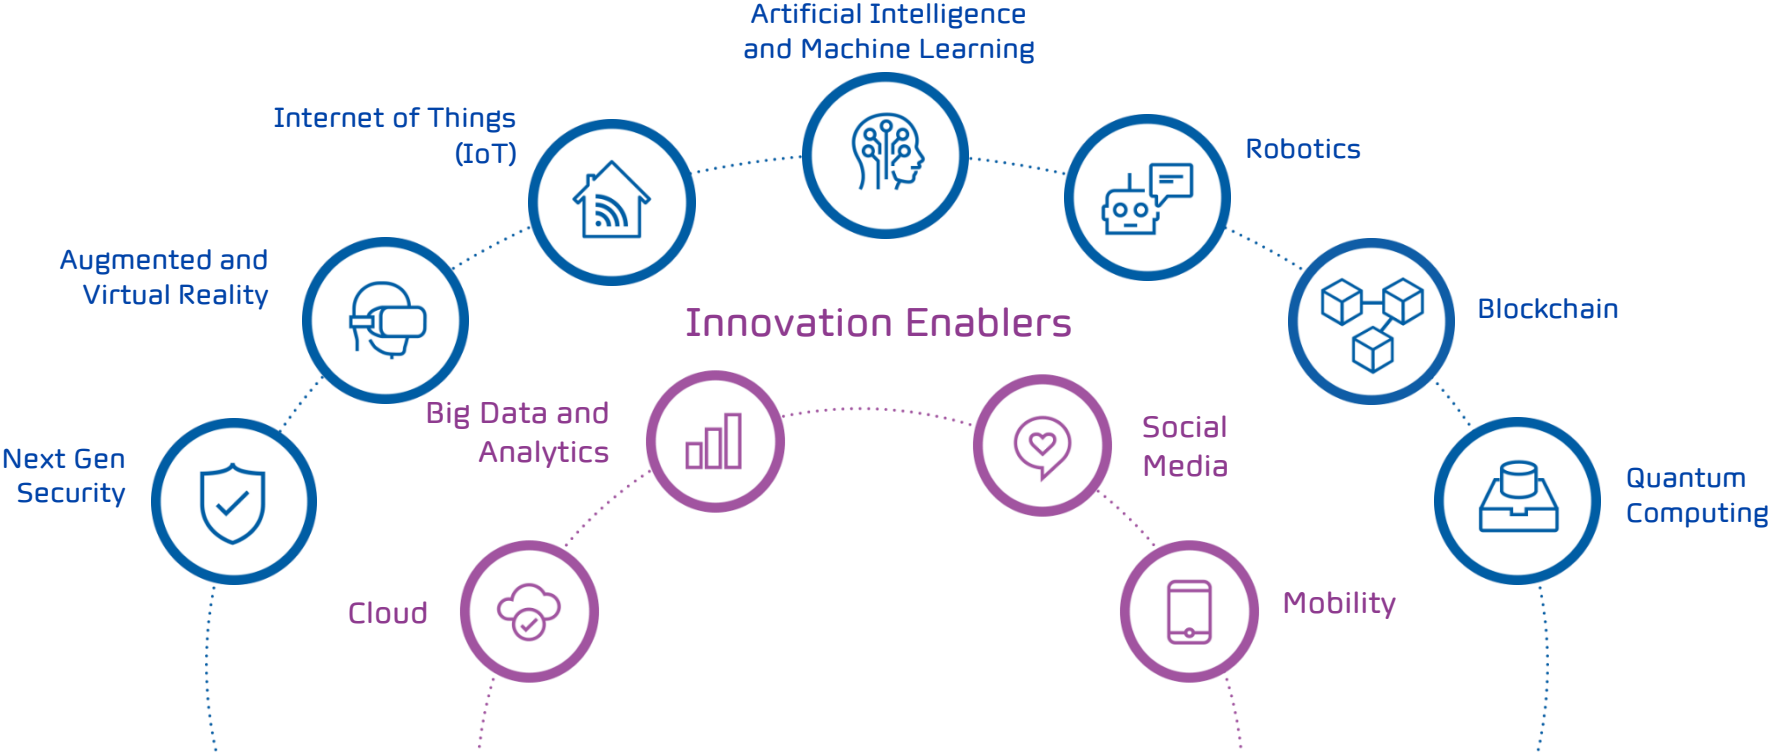 Artificial Intelligence
and Machine Learning
Internet of Things
(IoT)
Robotics
Augmented and
Virtual Reality
Blockchain
Innovation Enablers
Big Data and
Analytics
Social
Media
Next Gen
Security
Quantum
Computing
Cloud
Mobility